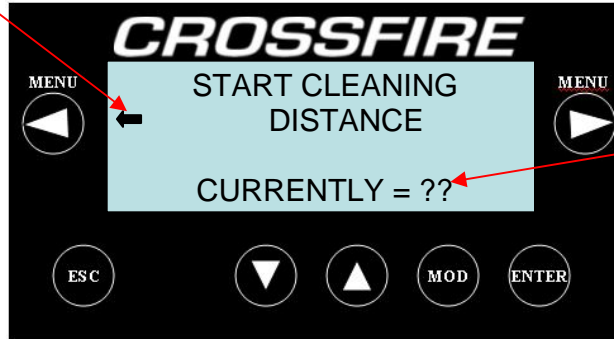 CROSSFIRE
MENU
MENU
START CLEANING
DISTANCE
CURRENTLY = ??
ESC
MOD
ENTER